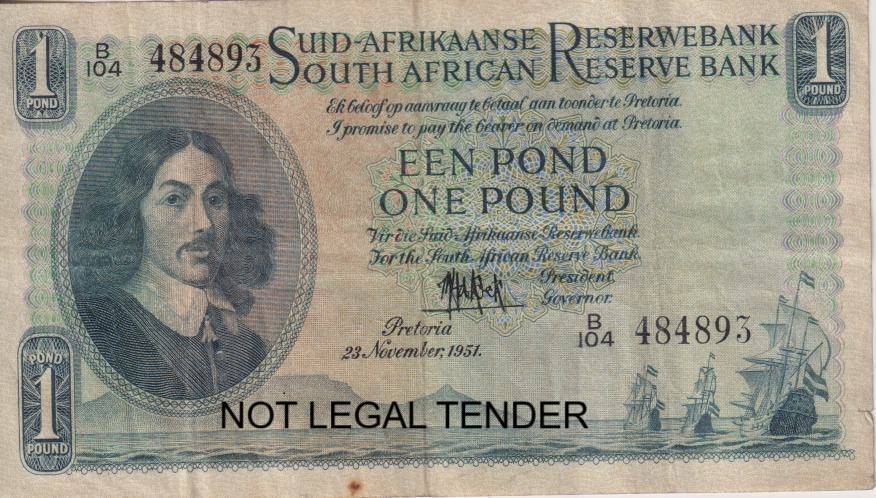 1
POND
B
104 484893
SUID-AFRIKAANSE RESERWEBANK
SOUTH AFRICAN RESERVE BANK
1
POUND
Ek beloof op aanvraag te betaal aan toonder te Pretoria.
I promise to pay the bearer on demand at Pretoria.
EEN POND
ONE POUND
Vir die Suid-Afrikaanse Reserwebank
For the South African Reserve Bank
President.
Governor.
Pretoria
23. November, 1951.
B
104 484893
POND
1
POUND
NOT LEGAL TENDER